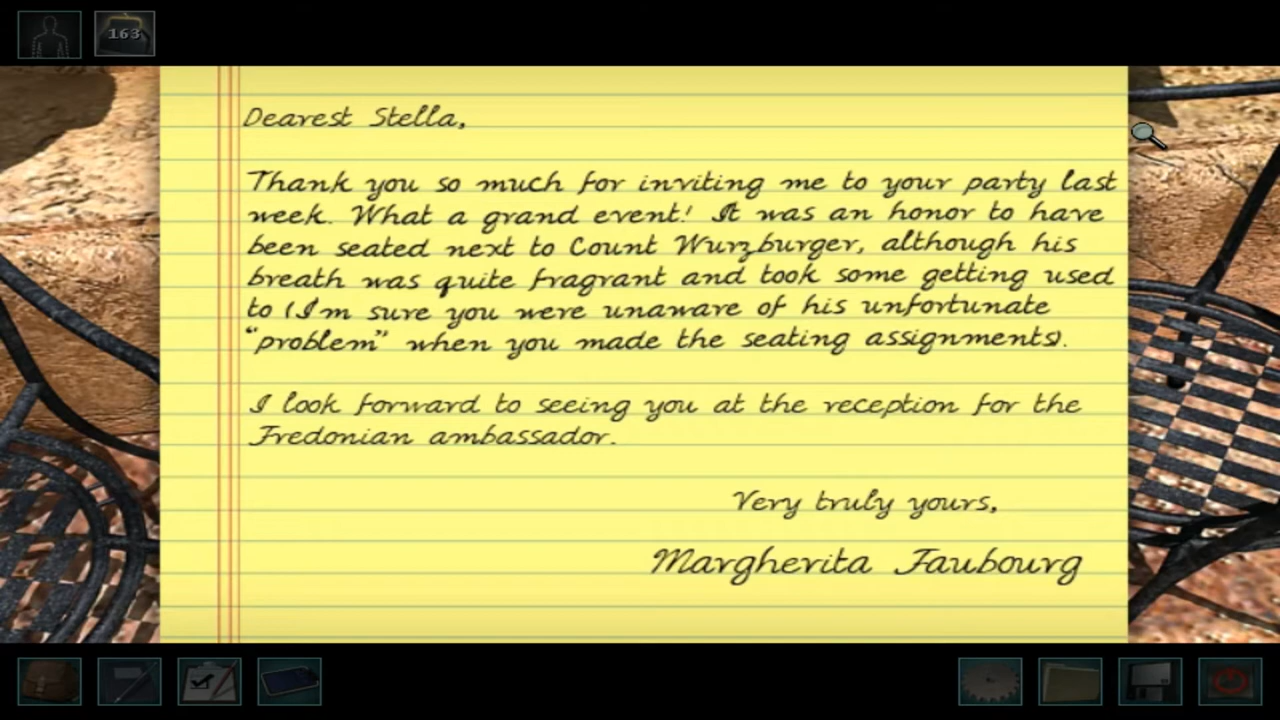 163
Dearest Stella,
Thank you so much for inviting me to your party last
week. What a grand event! It was an honor to have
been seated next to Count Wurzburger, although his
breath was quite fragrant and took some getting used
to (I'm sure you were unaware of his unfortunate
"problem" when you made the seating assignments).
I look forward to seeing you at the reception for the
Fredonian ambassador.
Very truly yours,
Margherita Faubourg